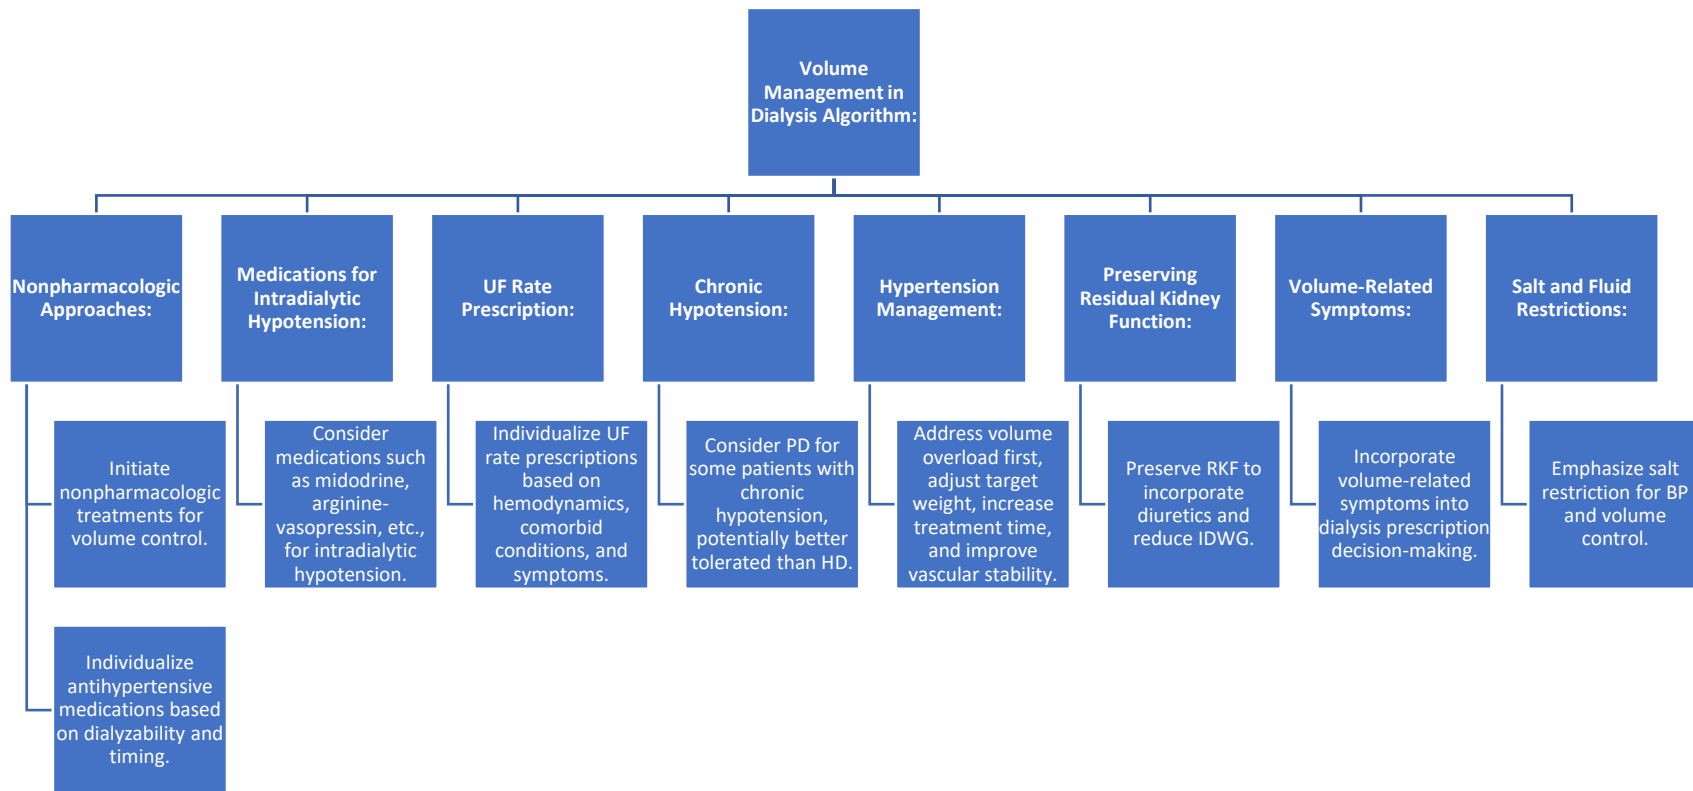 Volume
Management in
Dialysis Algorithm:
Nonpharmacologic
Approaches:
Medications for
Intradialytic
Hypotension:
UF Rate
Prescription:
Chronic
Hypotension:
Hypertension
Management:
Preserving
Residual Kidney
Function:
Volume-Related
Symptoms:
Salt and Fluid
Restrictions:
Initiate
nonpharmacologic
treatments for
volume control.
Consider
medications such
as midodrine,
arginine-
vasopressin, etc.,
for intradialytic
hypotension.
Individualize UF
rate prescriptions
based on
hemodynamics,
comorbid
conditions, and
symptoms.
Consider PD for
some patients with
chronic
hypotension,
potentially better
tolerated than HD.
Address volume
overload first,
adjust target
weight, increase
treatment time,
and improve
vascular stability.
Preserve RKF to
incorporate
diuretics and
reduce IDWG.
Incorporate
volume-related
symptoms into
dialysis prescription
decision-making.
Emphasize salt
restriction for BP
and volume
control.
Individualize
antihypertensive
medications based
on dialyzability and
timing.